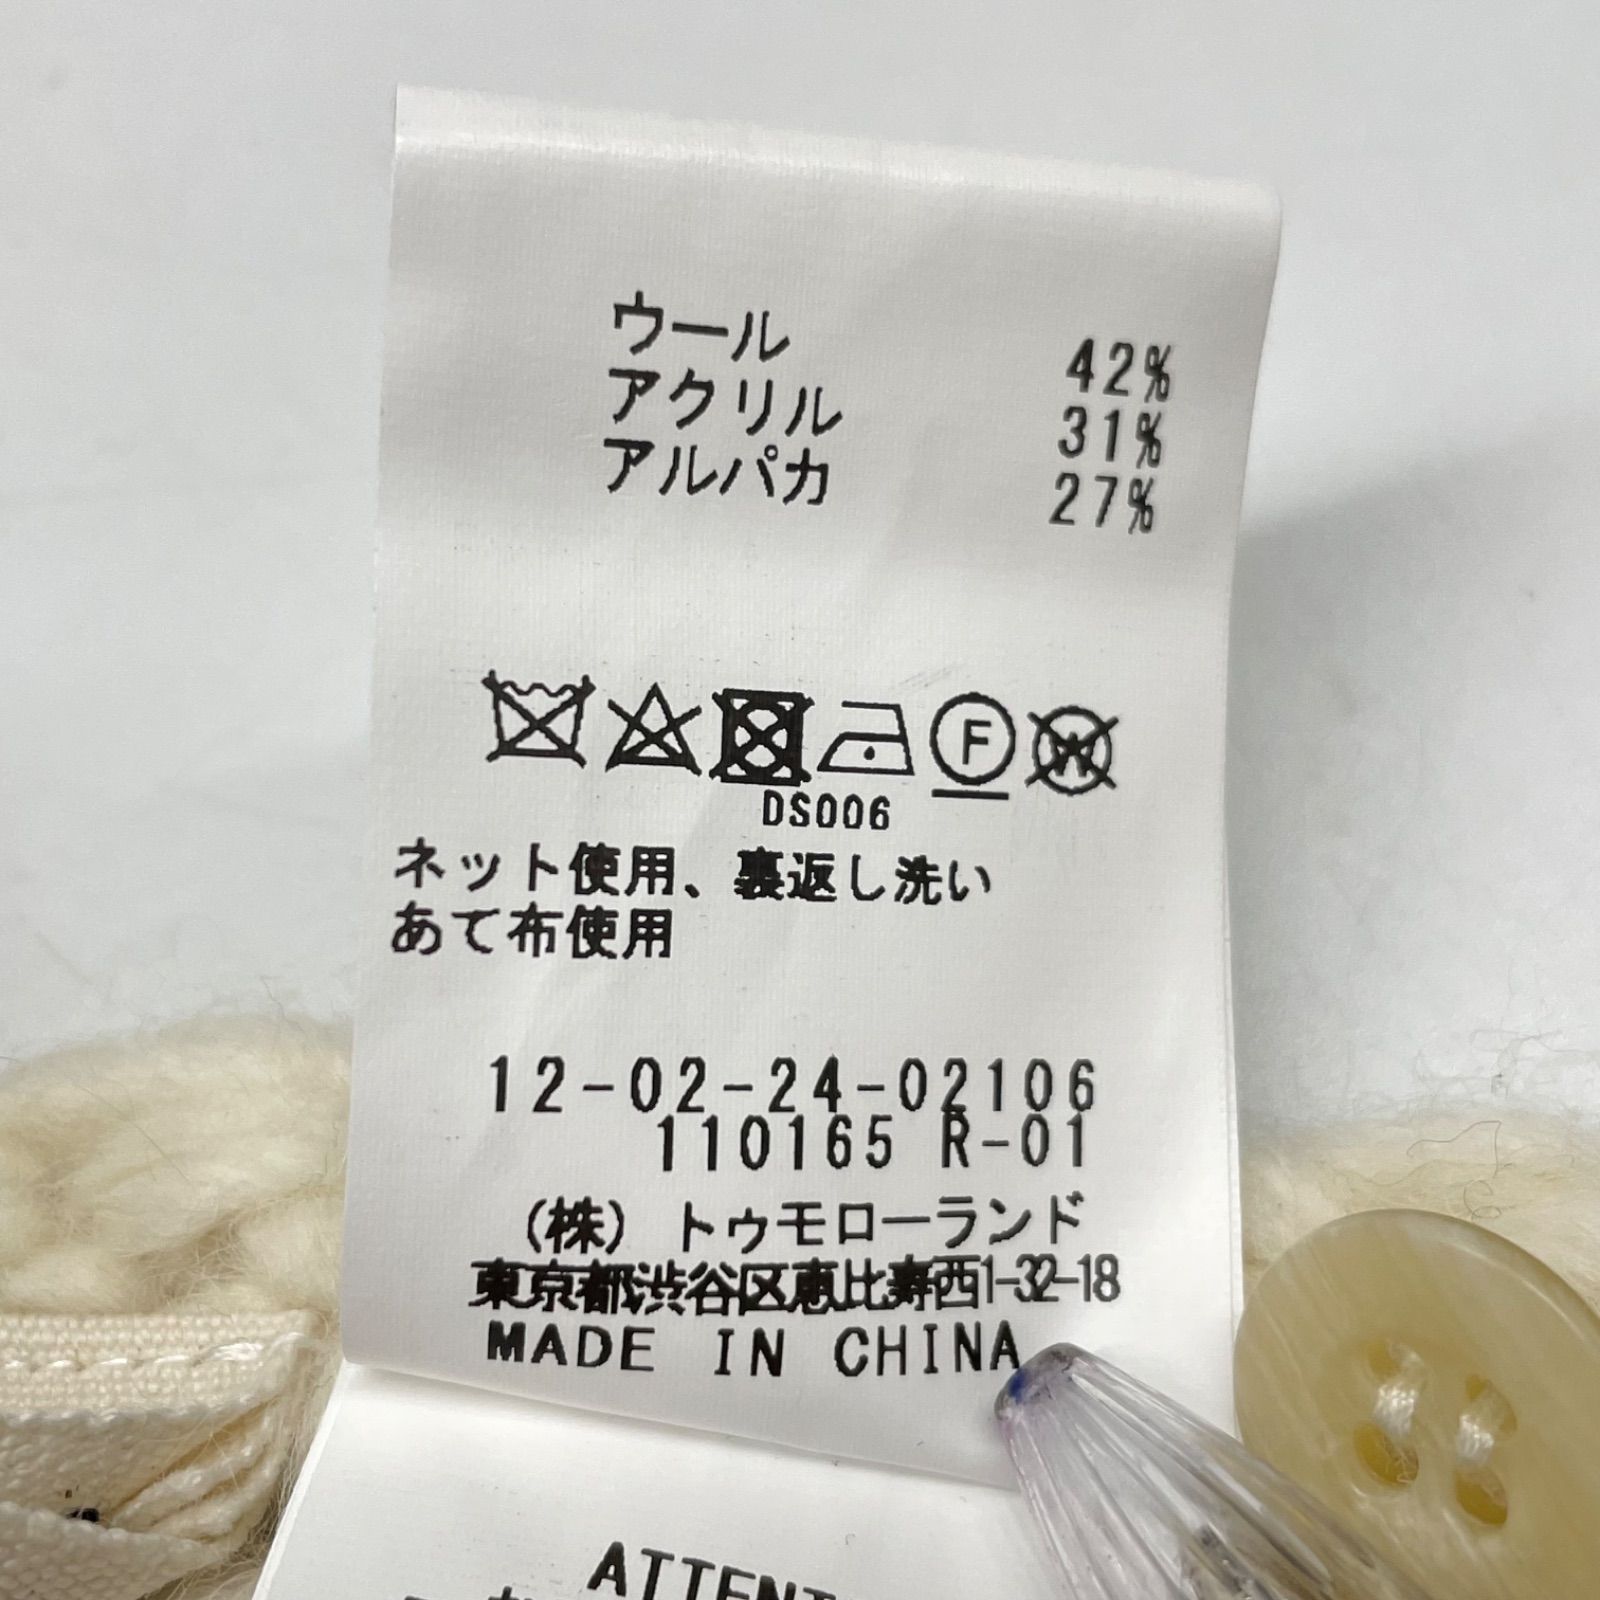 ウール 42%
アクリル 31%
アルパカ 27%
F W
DS006
ネット使用、裏返し洗い
あて布使用
12-02-24-02106
110165 R-01
(株) トゥモローランド
東京都渋谷区恵比寿西1-32-18
MADE IN CHINA
ATTENT